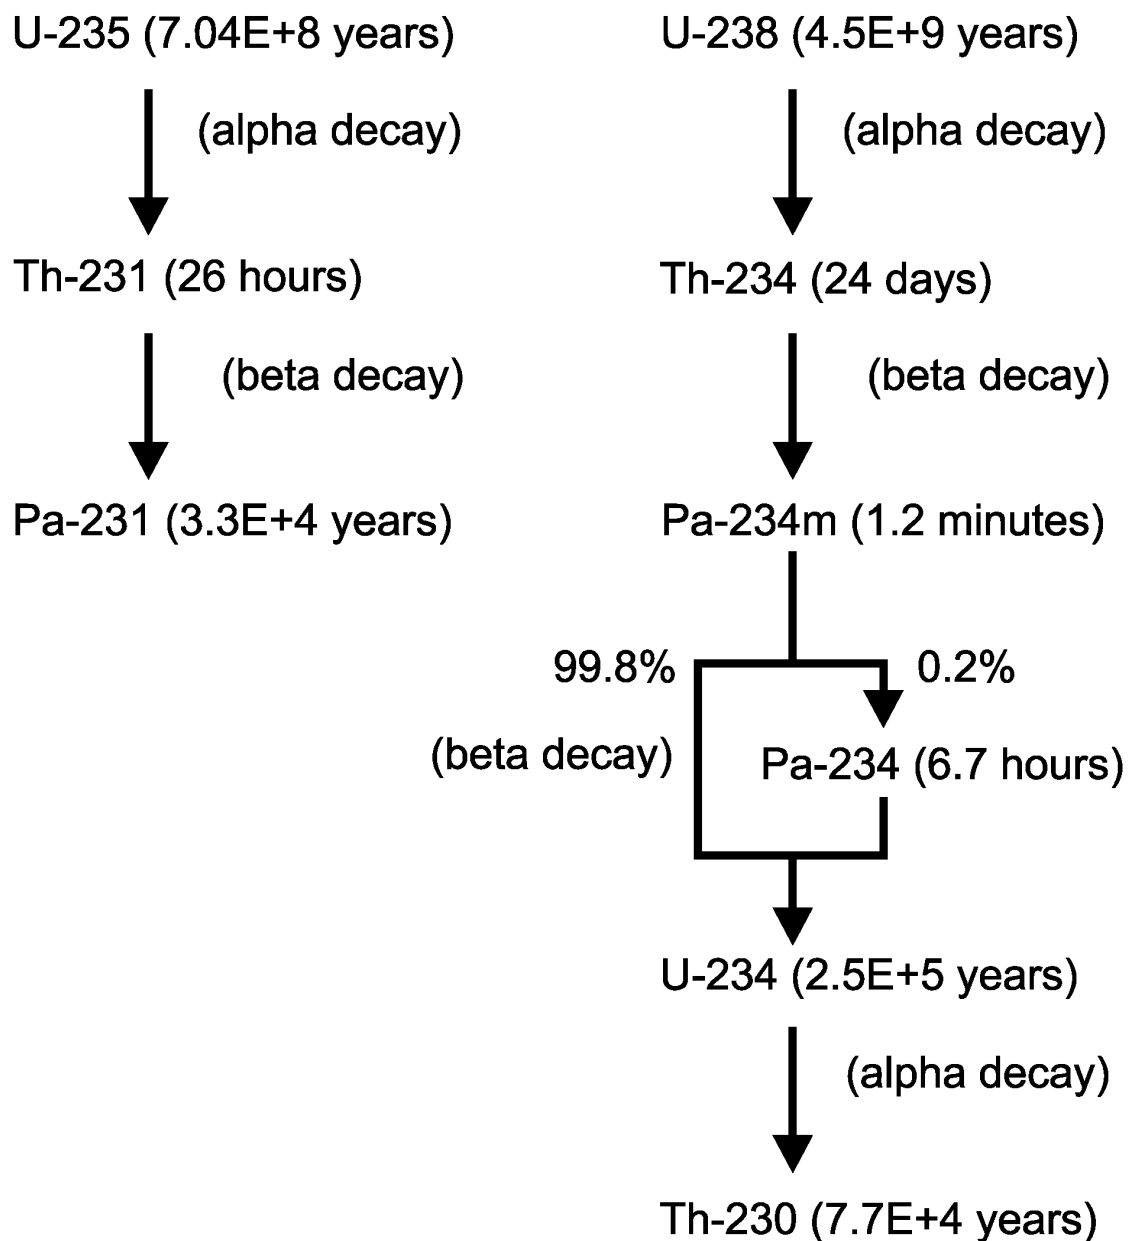 U-235 (7.04E+8 years)
U-238 (4.5E+9 years)
(alpha decay)
(alpha decay)
Th-231 (26 hours)
Th-234 (24 days)
(beta decay)
(beta decay)
Pa-231 (3.3E+4 years)
Pa-234m (1.2 minutes)
99.8%
0.2%
(beta decay)
Pa-234 (6.7 hours)
U-234 (2.5E+5 years)
(alpha decay)
Th-230 (7.7E+4 years)